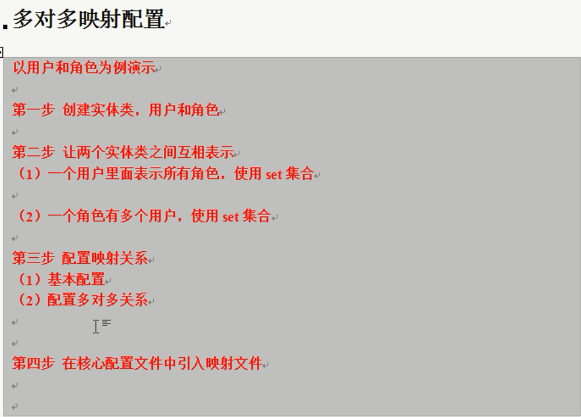 多对多映射配置
以用户和角色为例演示
第一步 创建实体类，用户和角色
第二步 让两个实体类之间互相表示
（1）一个用户里面表示所有角色，使用 set 集合
（2）一个角色有多个用户，使用 set 集合
第三步 配置映射关系
（1）基本配置
（2）配置多对多关系
第四步 在核心配置文件中引入映射文件